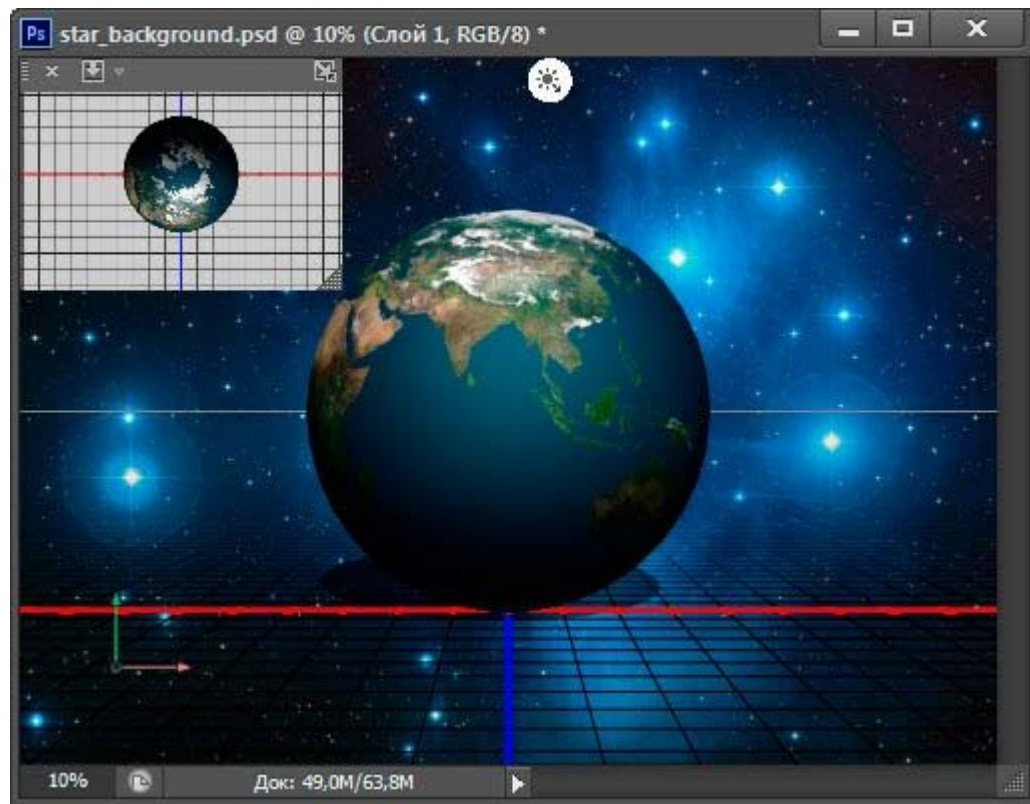 Ps star_background.psd @ 10% (Слой 1, RGB/8) *
10% Док: 49,0M/63,8M